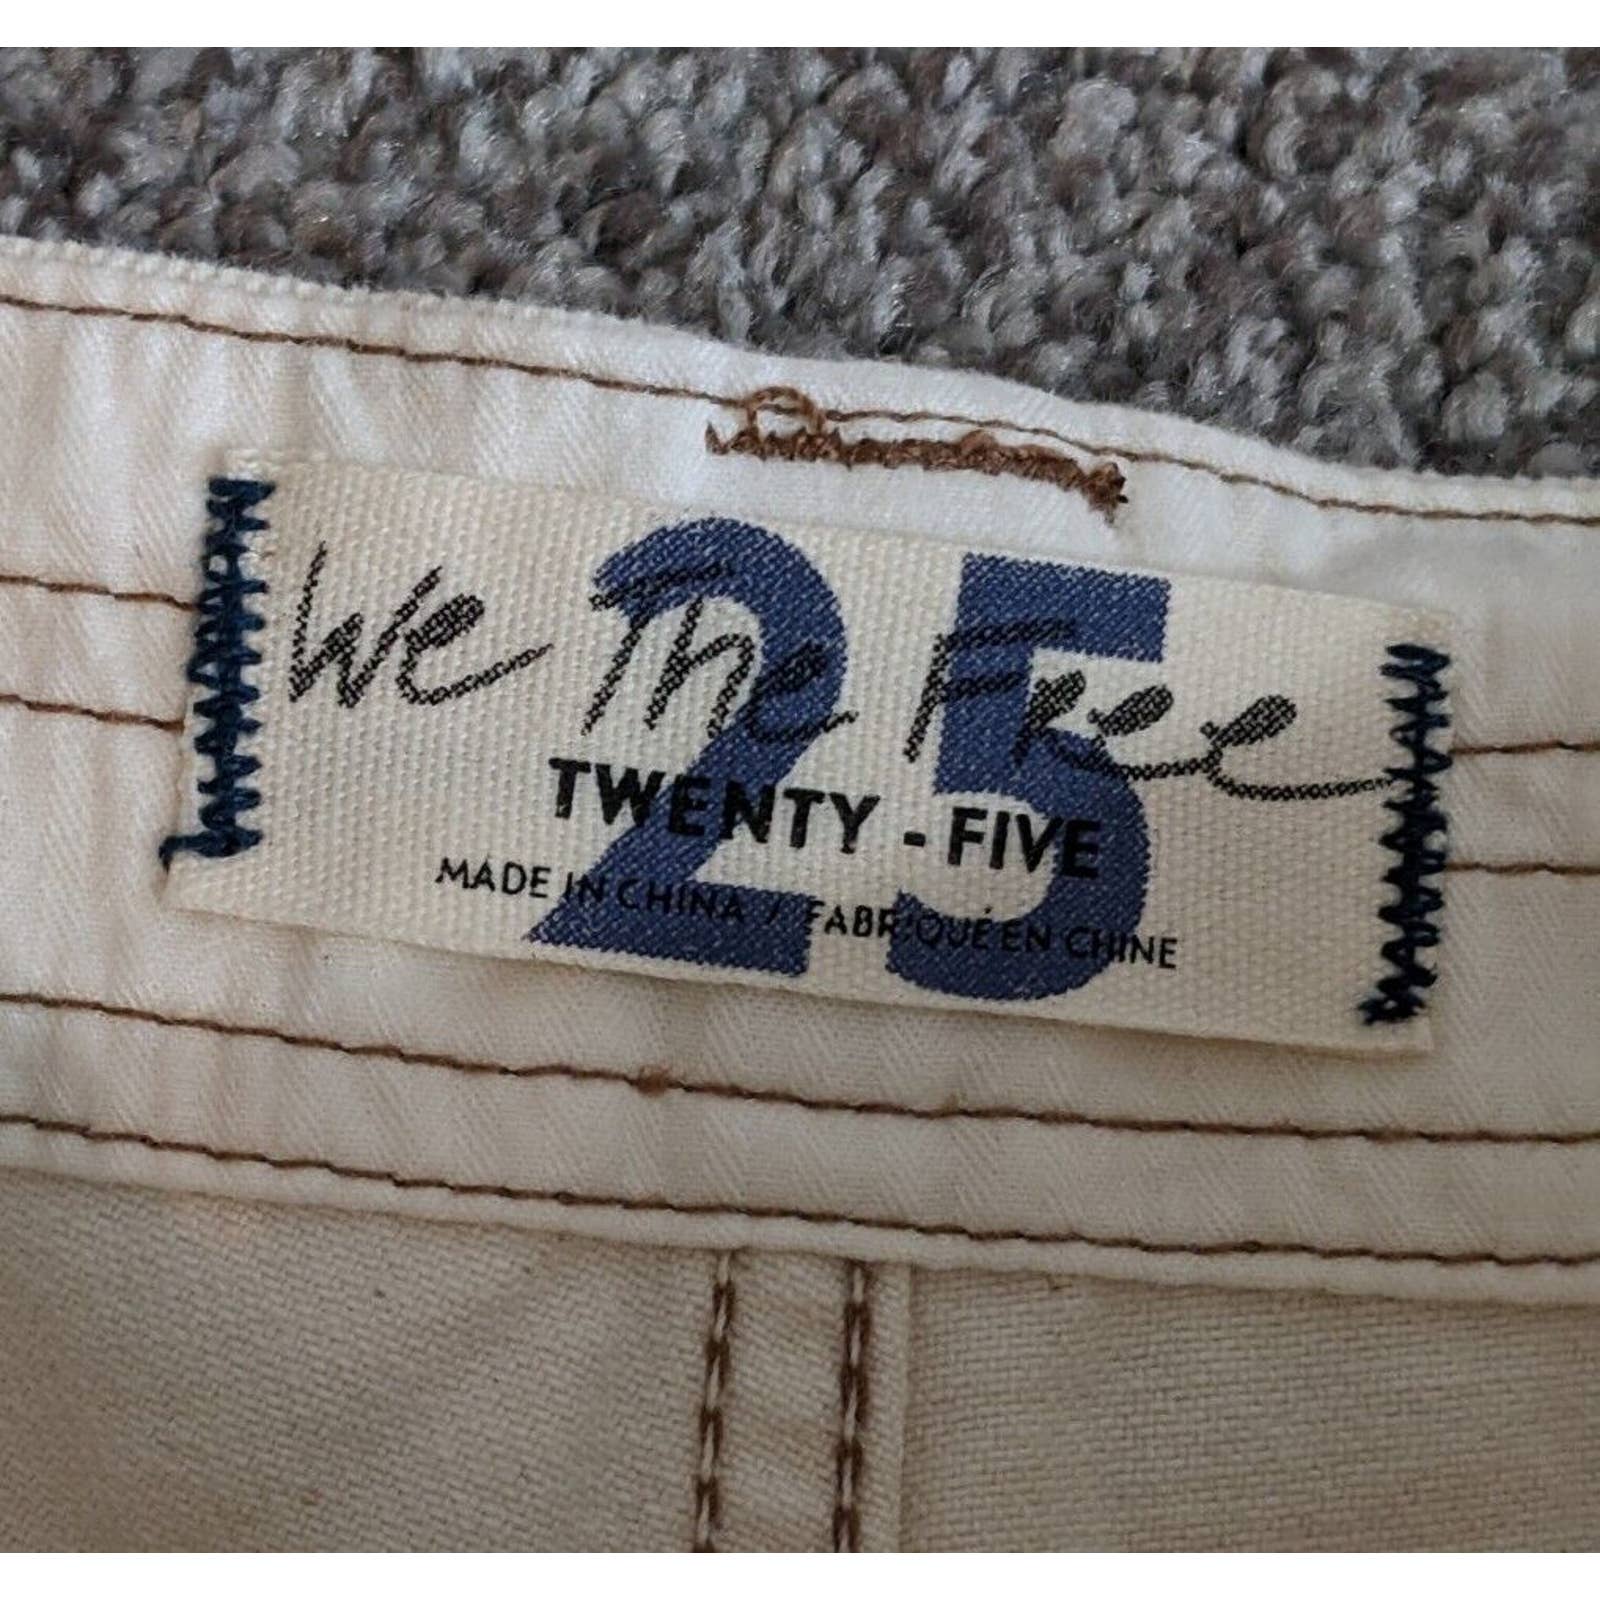 25
We The Free
TWENTY - FIVE
MADE IN CHINA / FABRIQUÉ EN CHINE